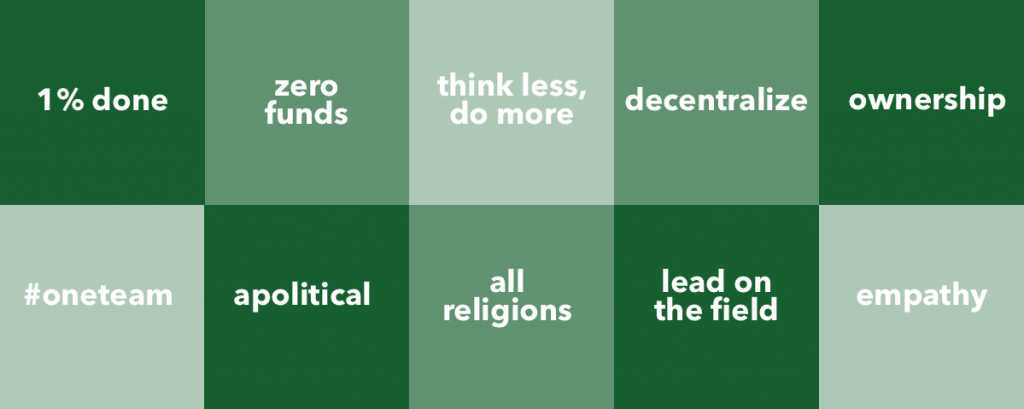 1% done
zero
funds
think less,
do more
decentralize
ownership
#oneteam
apolitical
all
religions
lead on
the field
empathy